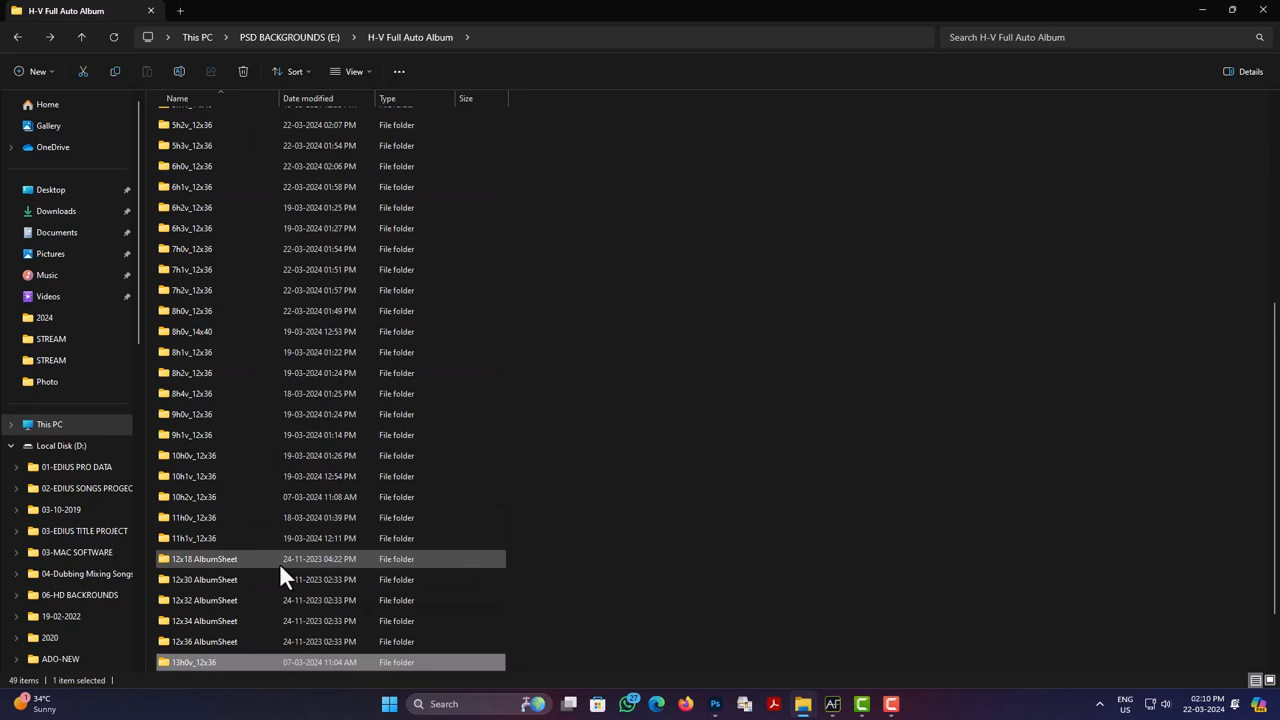 H-V Full Auto Album
This PC
PSD BACKGROUNDS (E:)
H-V Full Auto Album
Search H-V Full Auto Album
New
Sort
View
Details
Name
Date modified
Type
Size
Home
Gallery
OneDrive
Desktop
Downloads
Documents
Pictures
Music
Videos
2024
STREAM
STREAM
Photo
This PC
Local Disk (D:)
01-EDIUS PRO DATA
02-EDIUS SONGS PROGEC
03-10-2019
03-EDIUS TITLE PROJECT
03-MAC SOFTWARE
04-Dubbing Mixing Songs
06-HD BACKROUNDS
19-02-2022
2020
ADO-NEW
5h2v_12x36 22-03-2024 02:07 PM File folder
5h3v_12x36 22-03-2024 01:54 PM File folder
6h0v_12x36 22-03-2024 02:06 PM File folder
6h1v_12x36 22-03-2024 01:58 PM File folder
6h2v_12x36 19-03-2024 01:25 PM File folder
6h3v_12x36 19-03-2024 01:27 PM File folder
7h0v_12x36 22-03-2024 01:54 PM File folder
7h1v_12x36 22-03-2024 01:51 PM File folder
7h2v_12x36 22-03-2024 01:57 PM File folder
8h0v_12x36 22-03-2024 01:49 PM File folder
8h0v_14x40 19-03-2024 12:53 PM File folder
8h1v_12x36 19-03-2024 01:22 PM File folder
8h2v_12x36 19-03-2024 01:24 PM File folder
8h4v_12x36 18-03-2024 01:25 PM File folder
9h0v_12x36 19-03-2024 01:24 PM File folder
9h1v_12x36 19-03-2024 01:14 PM File folder
10h0v_12x36 19-03-2024 01:26 PM File folder
10h1v_12x36 19-03-2024 12:54 PM File folder
10h2v_12x36 07-03-2024 11:08 AM File folder
11h0v_12x36 18-03-2024 01:39 PM File folder
11h1v_12x36 19-03-2024 12:11 PM File folder
12x18 AlbumSheet 24-11-2023 04:22 PM File folder
12x30 AlbumSheet 24-11-2023 02:33 PM File folder
12x32 AlbumSheet 24-11-2023 02:33 PM File folder
12x34 AlbumSheet 24-11-2023 02:33 PM File folder
12x36 AlbumSheet 24-11-2023 02:33 PM File folder
13h0v_12x36 07-03-2024 11:04 AM File folder
49 items
1 item selected
34°C
Sunny
Search
27
Ps
AF
ENG
US
02:10 PM
22-03-2024